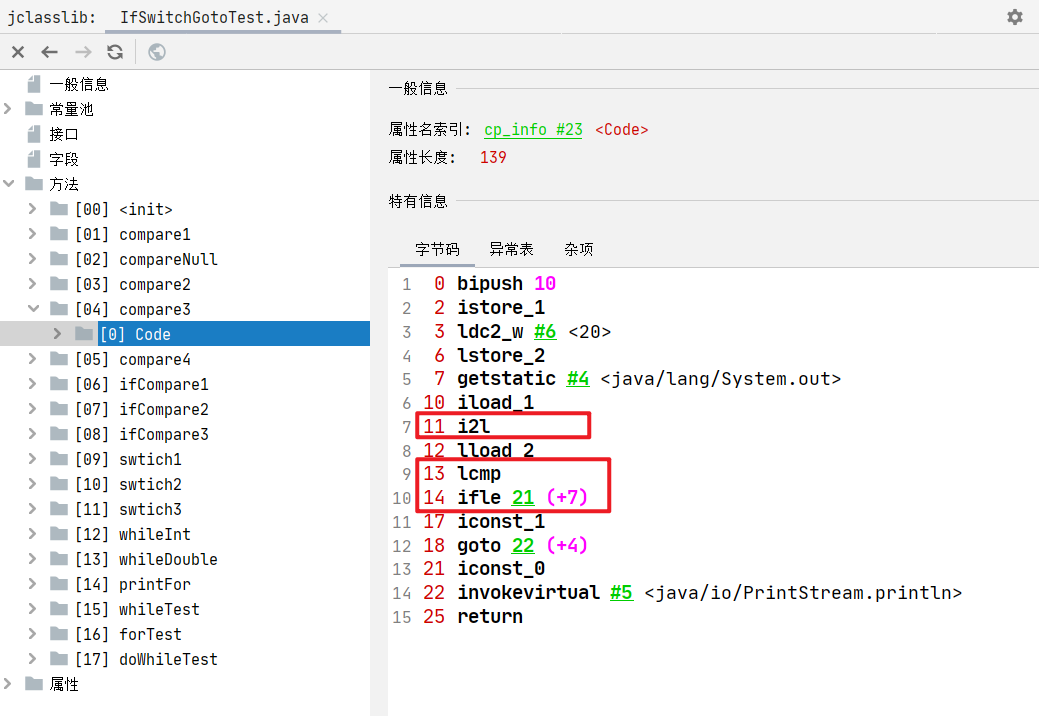 jclasslib: IfSwitchGotoTest.java
一般信息
常量池
接口
字段
方法
[00] <init>
[01] compare1
[02] compareNull
[03] compare2
[04] compare3
[0] Code
[05] compare4
[06] ifCompare1
[07] ifCompare2
[08] ifCompare3
[09] swtich1
[10] swtich2
[11] swtich3
[12] whileInt
[13] whileDouble
[14] printFor
[15] whileTest
[16] forTest
[17] doWhileTest
属性
一般信息
属性名索引: cp_info #23 <Code>
属性长度: 139
特有信息
字节码 异常表 杂项
1 0 bipush 10
2 2 istore_1
3 3 ldc2_w #6 <20>
4 6 lstore_2
5 7 getstatic #4 <java/lang/System.out>
6 10 iload_1
7 11 i2l
8 12 lload_2
9 13 lcmp
10 14 ifle 21 (+7)
11 17 iconst_1
12 18 goto 22 (+4)
13 21 iconst_0
14 22 invokevirtual #5 <java/io/PrintStream.println>
15 25 return